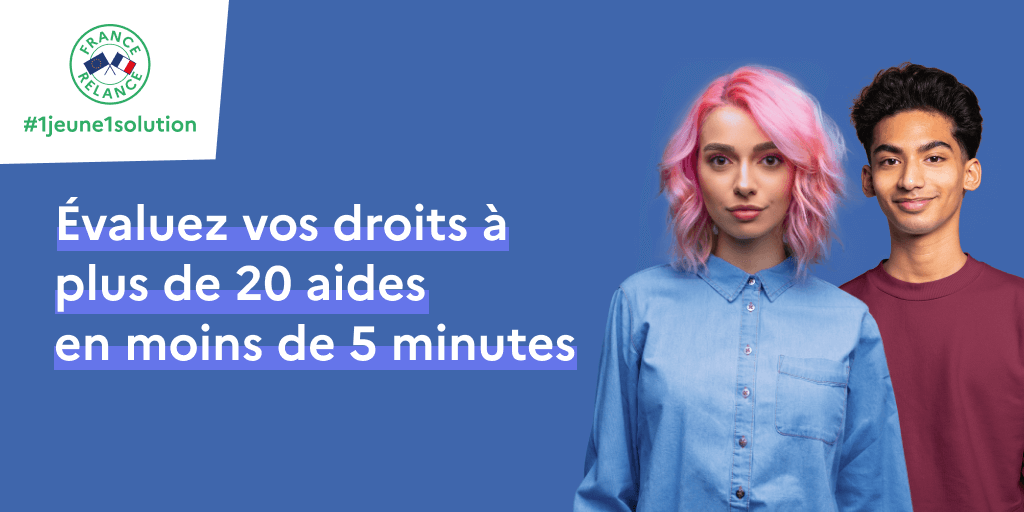 FRANCE
RELANCE
#1jeune1solution
Évaluez vos droits à
plus de 20 aides
en moins de 5 minutes